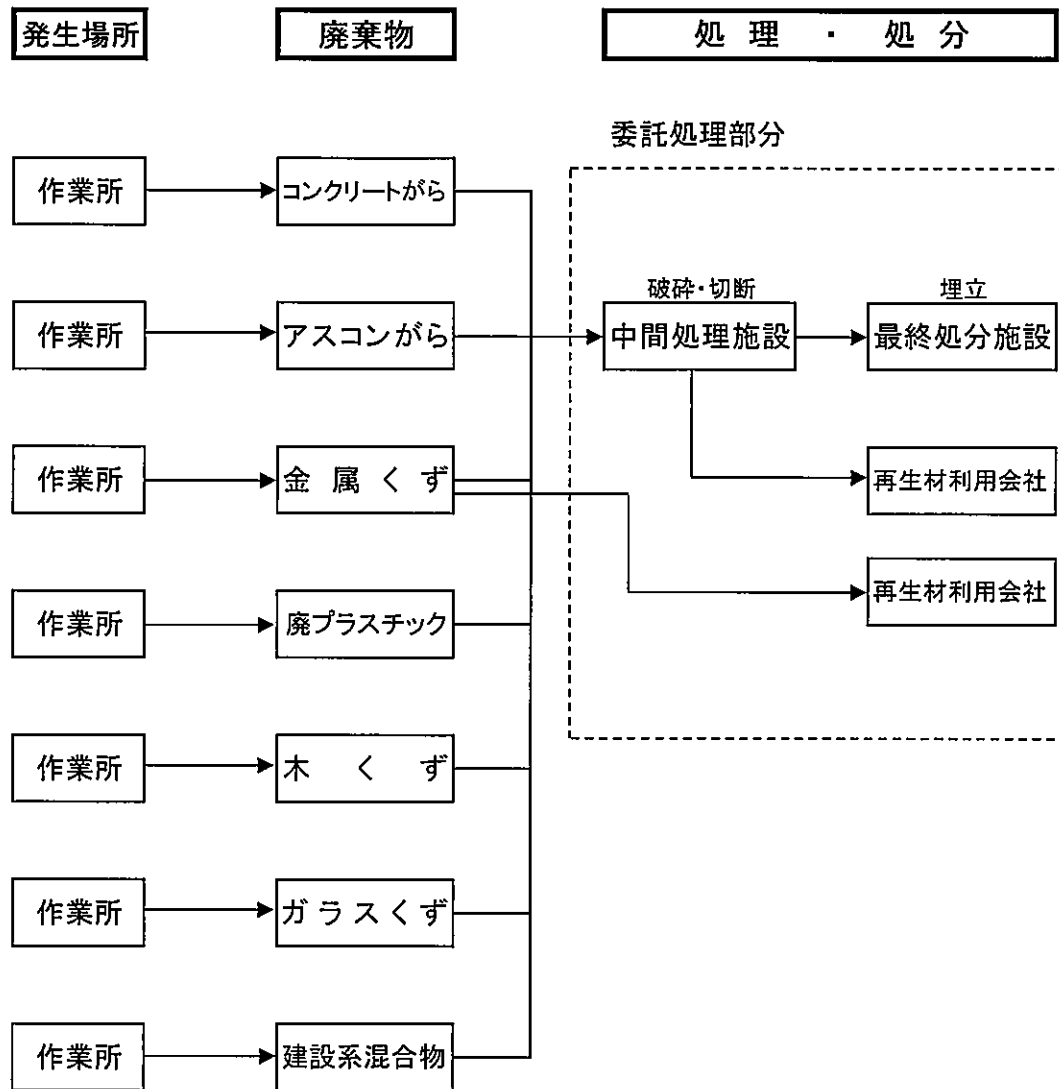 発生場所 廃棄物 処理・処分
委託処理部分
作業所 コンクリートがら
破砕・切断 埋立
作業所 アスコンがら 中間処理施設 最終処分施設
作業所 金属くず 再生材利用会社
再生材利用会社
作業所 廃プラスチック
作業所 木くず
作業所 ガラスくず
作業所 建設系混合物